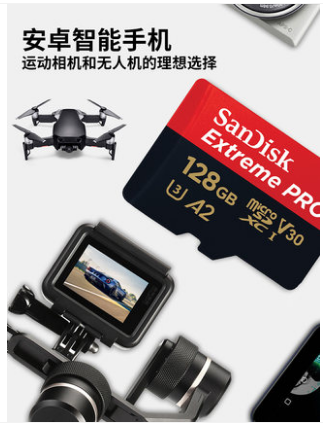 安卓智能手机
运动相机和无人机的理想选择
SanDisk
Extreme PRO
128GB
micro SD XC I
V30
U3 A2